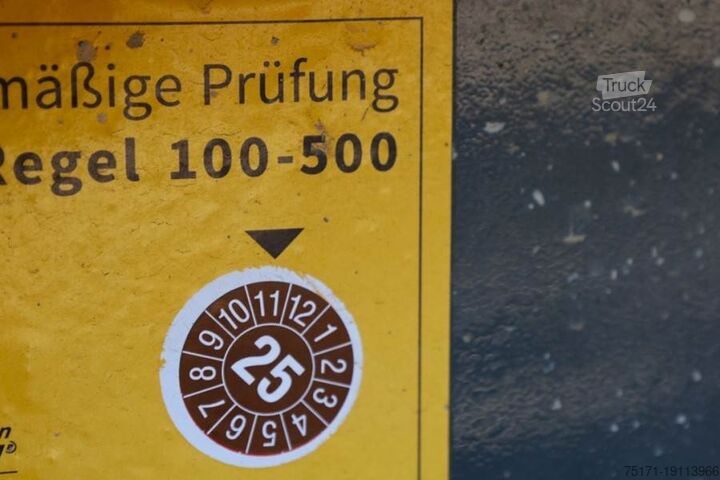 mäßige Prüfung
Regel 100-500
10 11 12 1 2 3 4 5 6 7 8 9
25
Truck
Scout24
75171-19113966